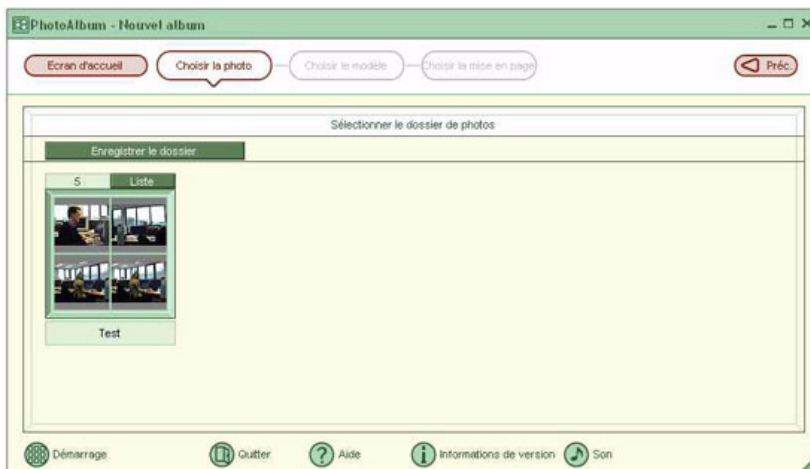 PhotoAlbum - Nouvel album
Ecran d'accueil
Choisir la photo
Choisir le modèle
Choisir la mise en page
Préc.
Sélectionner le dossier de photos
Enregistrer le dossier
5 Liste
Test
Démarrage
Quitter
Aide
Informations de version
Son